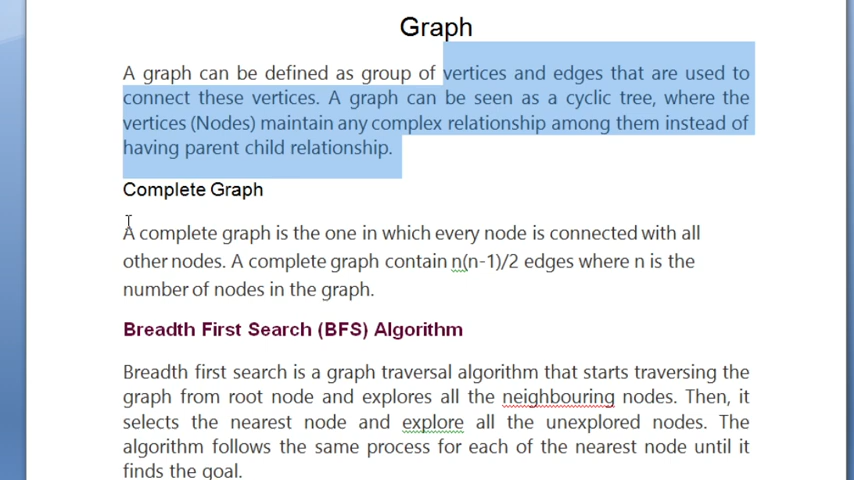 Graph
A graph can be defined as group of vertices and edges that are used to
connect these vertices. A graph can be seen as a cyclic tree, where the
vertices (Nodes) maintain any complex relationship among them instead of
having parent child relationship.
Complete Graph
A complete graph is the one in which every node is connected with all
other nodes. A complete graph contain n(n-1)/2 edges where n is the
number of nodes in the graph.
Breadth First Search (BFS) Algorithm
Breadth first search is a graph traversal algorithm that starts traversing the
graph from root node and explores all the neighbouring nodes. Then, it
selects the nearest node and explore all the unexplored nodes. The
algorithm follows the same process for each of the nearest node until it
finds the goal.